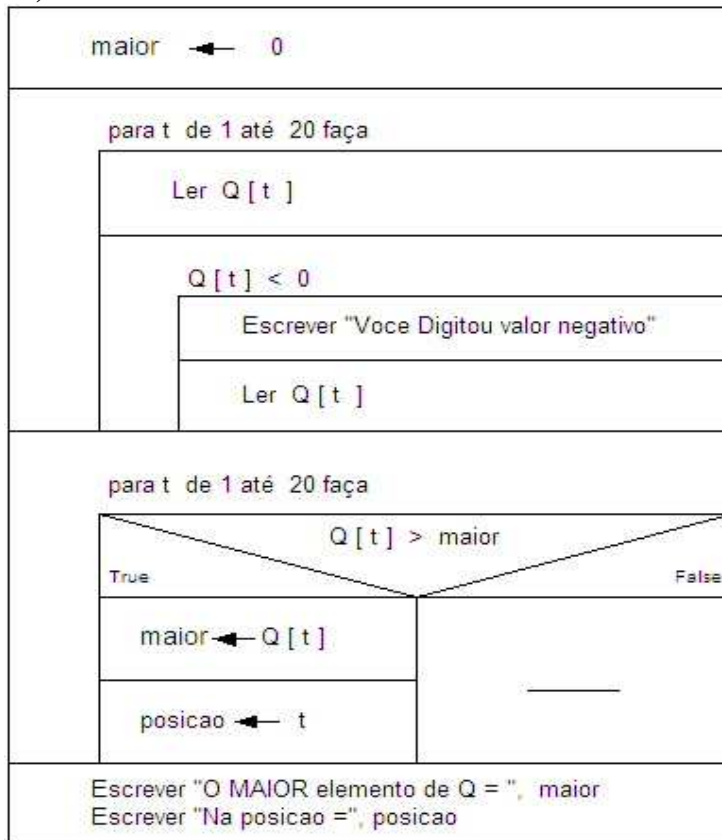 maior ← 0
para t de 1 até 20 faça
Ler Q [ t ]
Q [ t ] < 0
Escrever "Voce Digitou valor negativo"
Ler Q [ t ]
para t de 1 até 20 faça
Q [ t ] > maior
True False
maior ← Q [ t ]
posicao ← t
Escrever "O MAIOR elemento de Q = ", maior
Escrever "Na posicao =", posicao